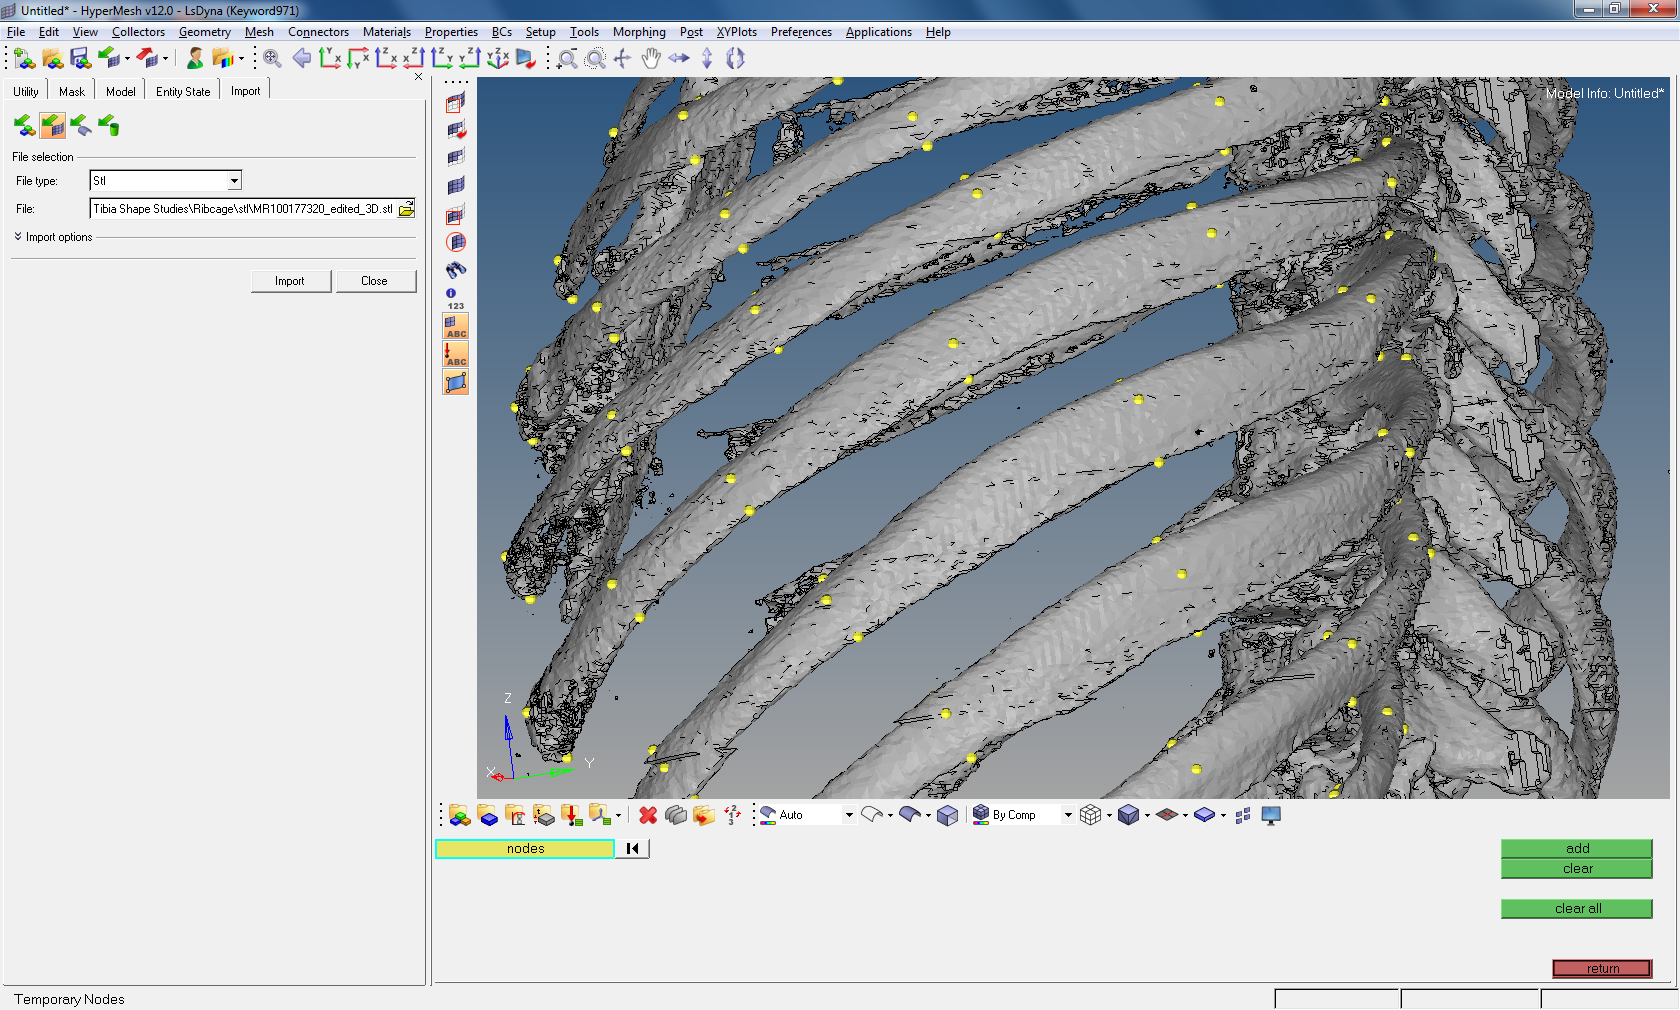 Untitled* - HyperMesh v12.0 - LsDyna (Keyword971)
File Edit View Collectors Geometry Mesh Connectors Materials Properties BCs Setup Tools Morphing Post XYPlots Preferences Applications Help
Utility Mask Model Entity State Import
File selection
File type: Stl
File: Tibia Shape Studies\Ribcage\stl\MR100177320_edited_3D.stl
Import options
Import Close
123
ABC
ABC
Model Info: Untitled*
Z
X
Y
Auto By Comp
nodes
add
clear
clear all
return
Temporary Nodes